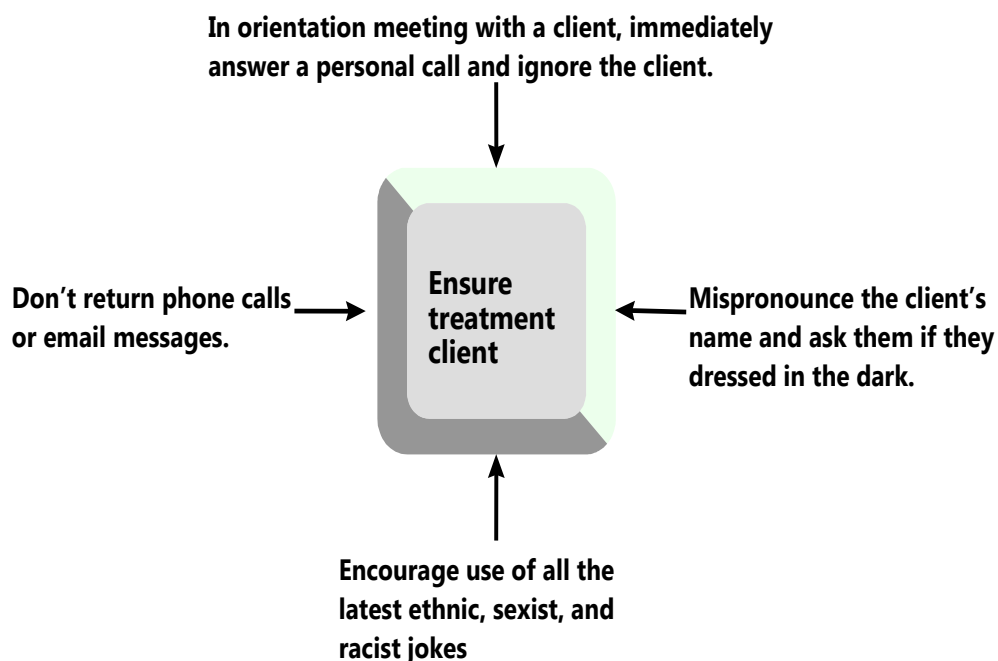 In orientation meeting with a client, immediately
answer a personal call and ignore the client.
Ensure
treatment
client
Don’t return phone calls
or email messages.
Mispronounce the client’s
name and ask them if they
dressed in the dark.
Encourage use of all the
latest ethnic, sexist, and
racist jokes